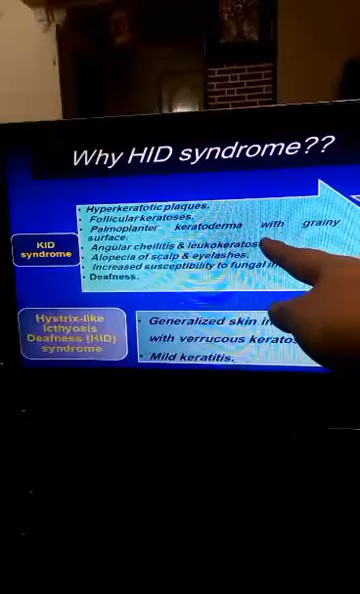 Why HID syndrome??
KID
syndrome
• Hyperkeratotic plaques.
• Follicular keratoses.
• Palmoplanter keratoderma with grainy
surface.
• Angular cheilitis & leukokeratos
• Alopecia of scalp & eyelashes.
• Increased susceptibility to fungal
• Deafness.
Hystrix-like
Icthyosis
Deafness (HID)
syndrome
• Generalized skin
with verrucous kerato
• Mild keratitis.